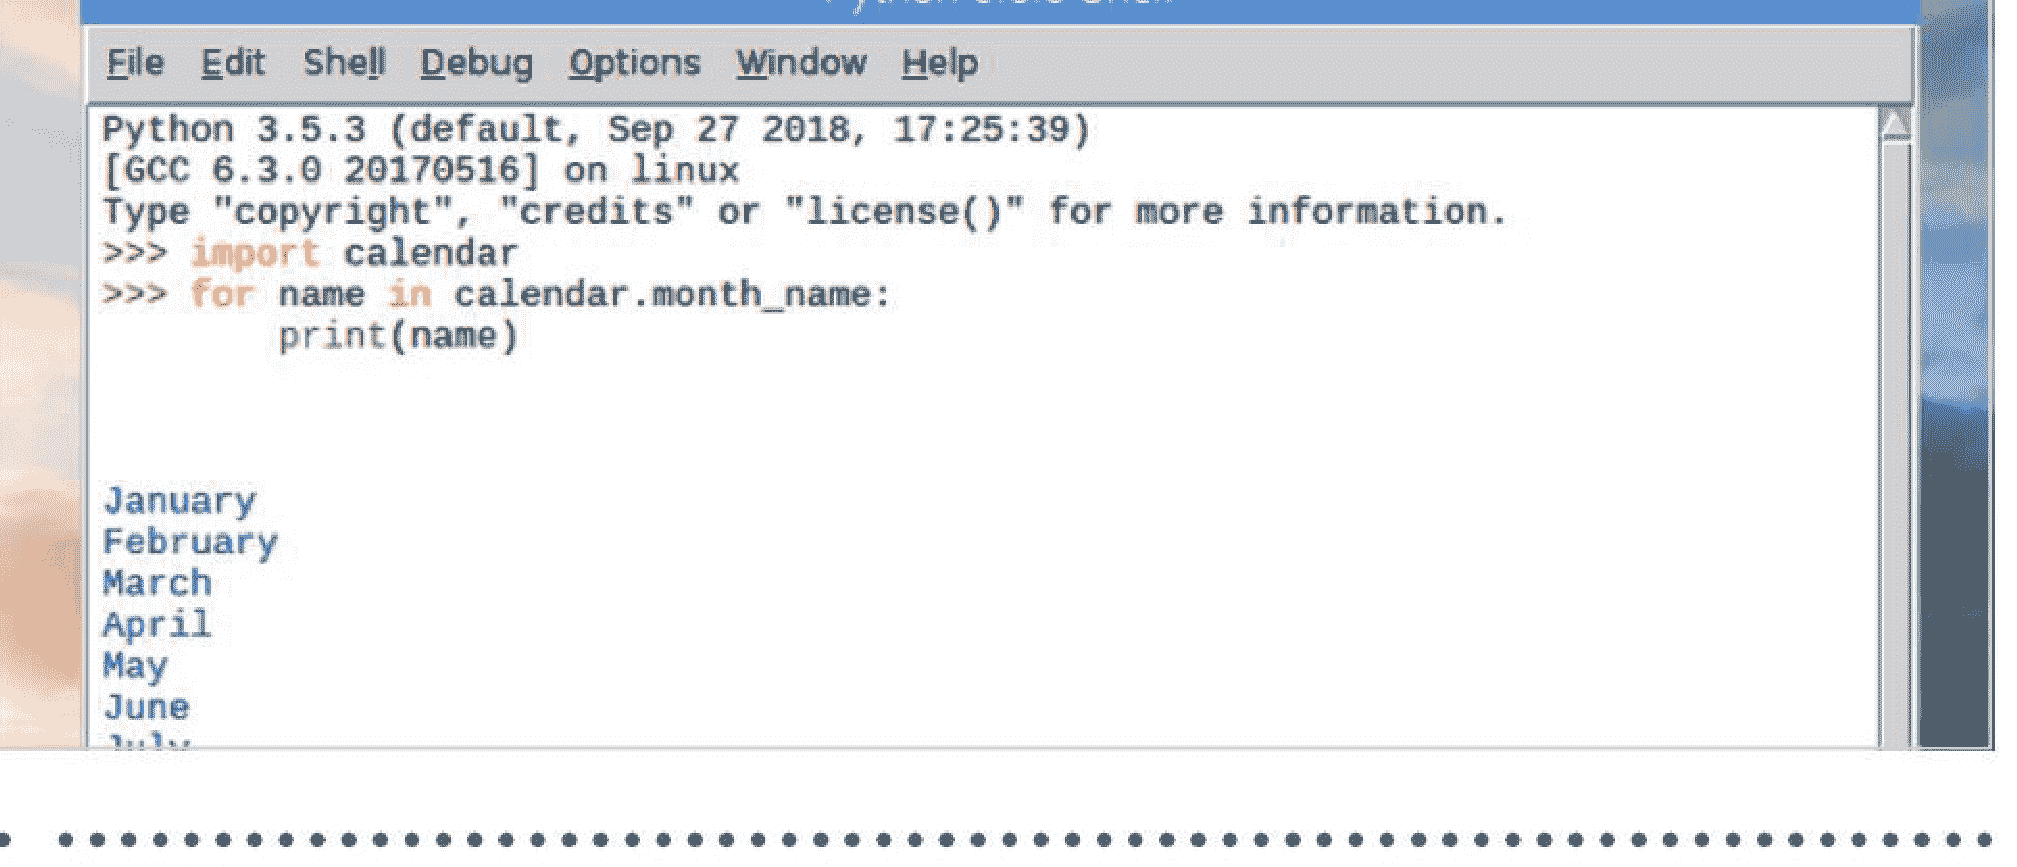 File Edit Shell Debug Options Window Help
Python 3.5.3 (default, Sep 27 2018, 17:25:39)
[GCC 6.3.0 20170516] on linux
Type "copyright", "credits" or "license()" for more information.
>>> import calendar
>>> for name in calendar.month_name:
        print(name)
January
February
March
April
May
June
July